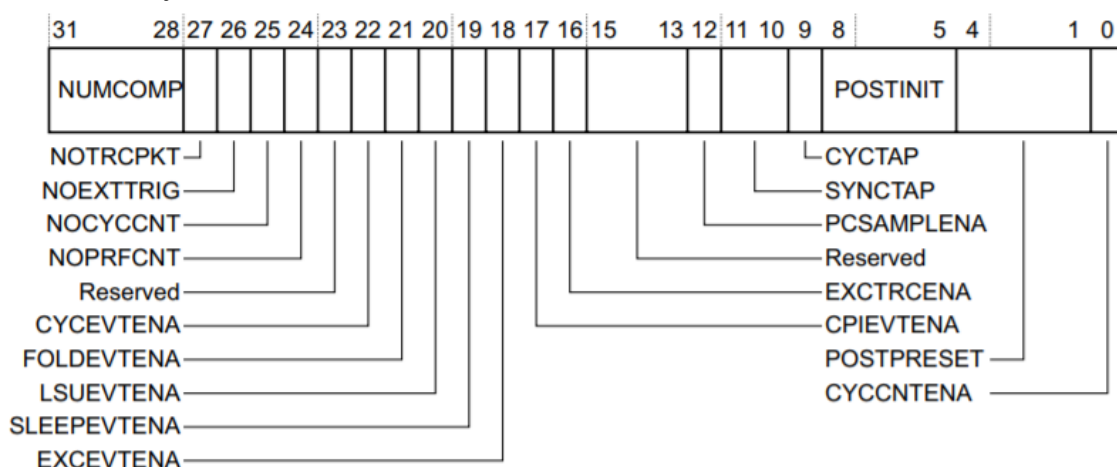 31 28 27 26 25 24 23 22 21 20 19 18 17 16 15 13 12 11 10 9 8 5 4 1 0
NUMCOMP POSTINIT
NOTRCPKT CYCTAP
NOEXTTRIG SYNCTAP
NOCYCCNT PCSAMPLENA
NOPRFCNT Reserved
Reserved EXCTRCENA
CYCEVTENA CPIEVTENA
FOLDEVTENA POSTPRESET
LSUEVTENA CYCCNTENA
SLEEPEVTENA
EXCEVTENA